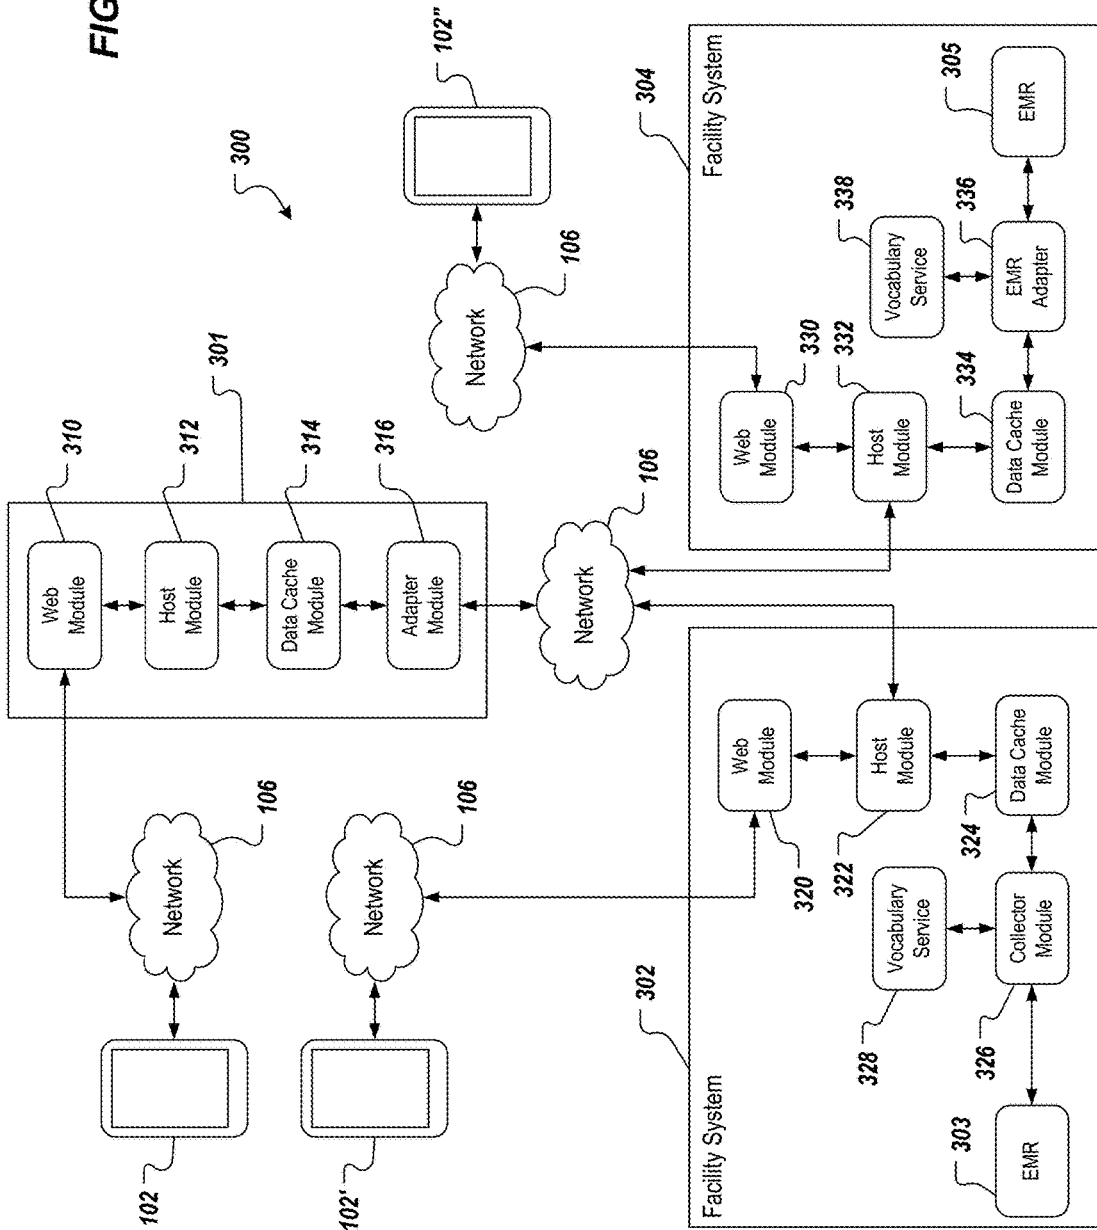 FIG
300
102
106
Network
310
Web
Module
301
312
Host
Module
314
Data Cache
Module
316
Adapter
Module
102'
106
Network
106
Network
106
Network
102"
302
Facility System
303
EMR
326
Collector
Module
328
Vocabulary
Service
324
Data Cache
Module
322
Host
Module
320
Web
Module
304
Facility System
330
Web
Module
332
Host
Module
334
Data Cache
Module
338
Vocabulary
Service
336
EMR
Adapter
305
EMR